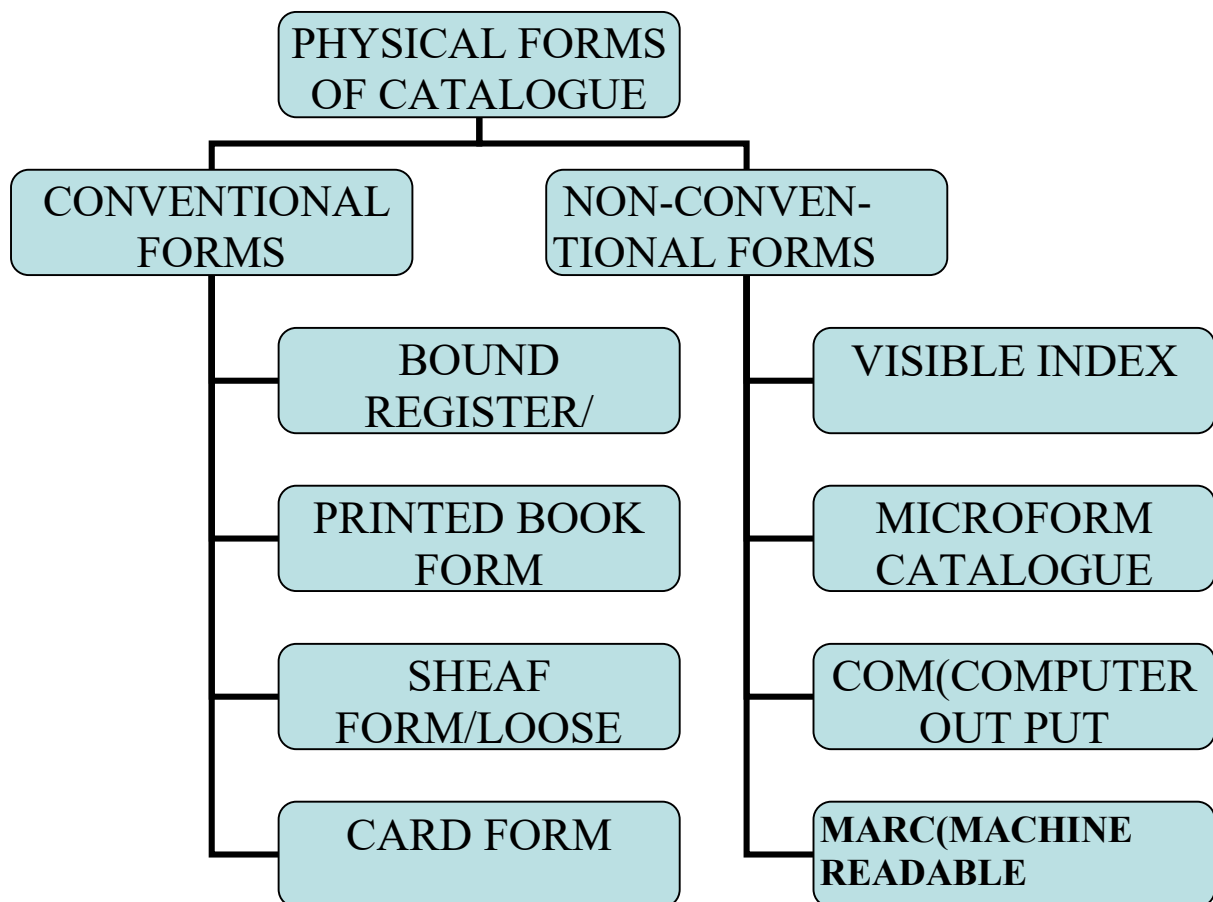 PHYSICAL FORMS
OF CATALOGUE
CONVENTIONAL
FORMS
NON-CONVEN-
TIONAL FORMS
BOUND
REGISTER/
PRINTED BOOK
FORM
SHEAF
FORM/LOOSE
CARD FORM
VISIBLE INDEX
MICROFORM
CATALOGUE
COM(COMPUTER
OUT PUT
MARC(MACHINE
READABLE